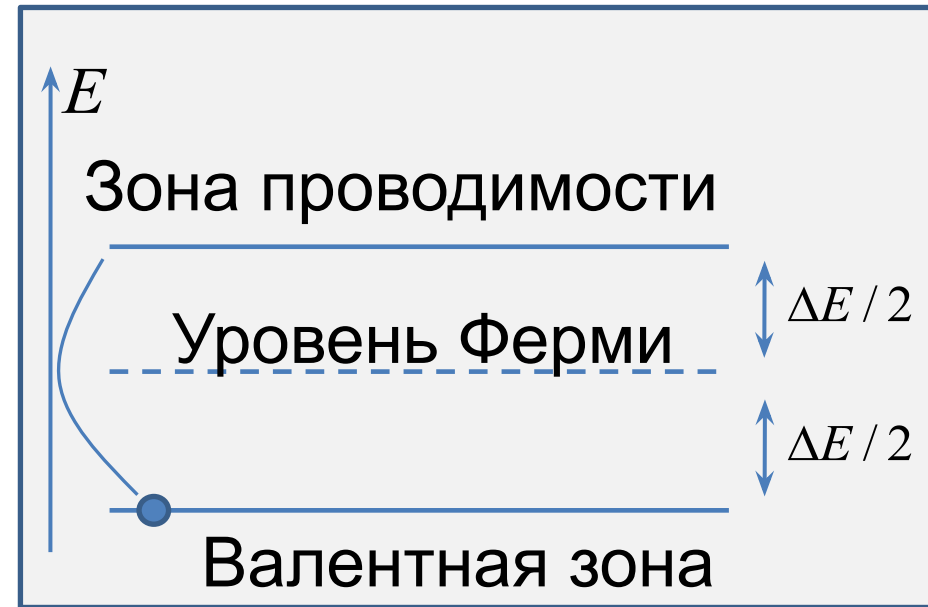 E
Зона проводимости
ΔE / 2
Уровень Ферми
ΔE / 2
Валентная зона